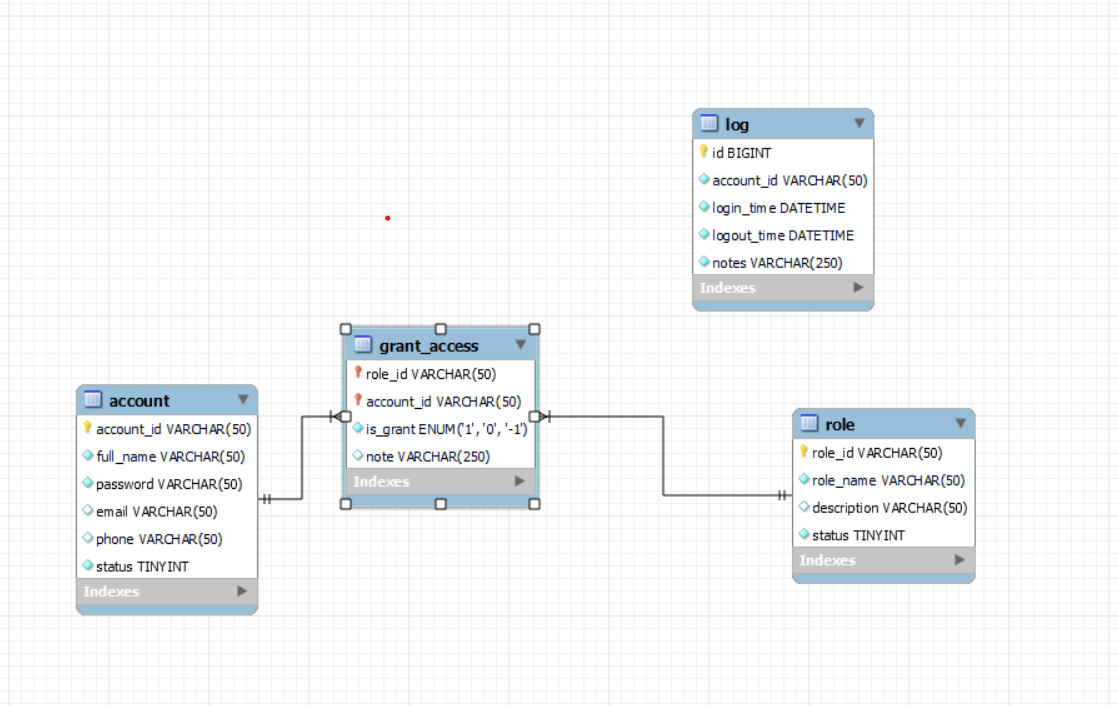 log
id BIGINT
account_id VARCHAR(50)
login_time DATETIME
logout_time DATETIME
notes VARCHAR(250)
Indexes
grant_access
role_id VARCHAR(50)
account_id VARCHAR(50)
is_grant ENUM('1', '0', '-1')
note VARCHAR(250)
Indexes
account
account_id VARCHAR(50)
full_name VARCHAR(50)
password VARCHAR(50)
email VARCHAR(50)
phone VARCHAR(50)
status TINYINT
Indexes
role
role_id VARCHAR(50)
role_name VARCHAR(50)
description VARCHAR(50)
status TINYINT
Indexes